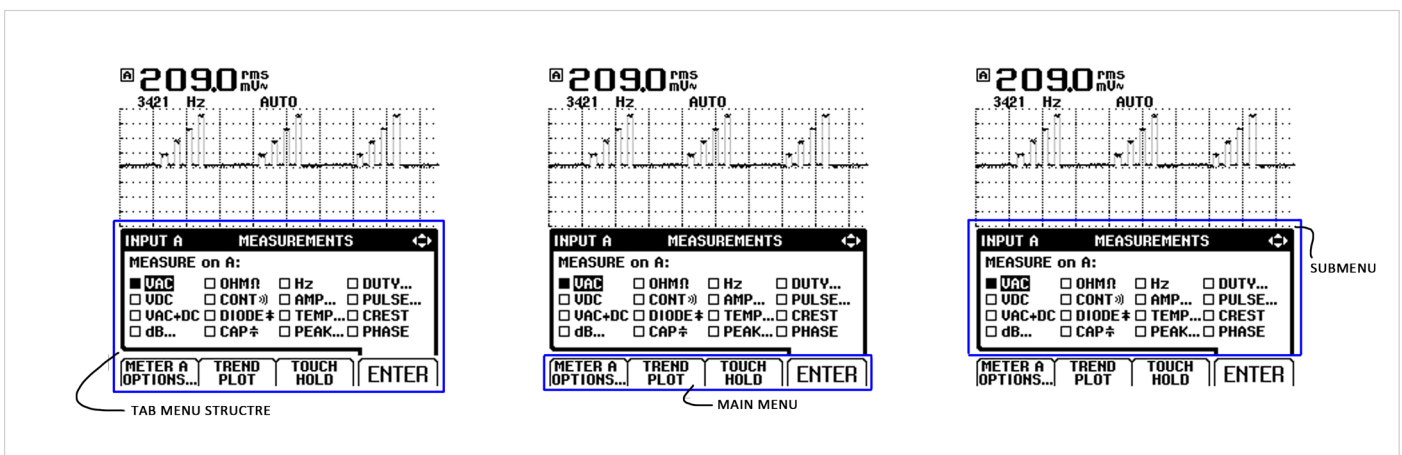 A 209.0 rms mV~
3421 Hz AUTO
INPUT A MEASUREMENTS
MEASURE on A:
VAC OHMΩ Hz DUTY...
VDC CONT AMP... PULSE...
VAC+DC DIODE TEMP... CREST
dB... CAP PEAK... PHASE
METER A TREND TOUCH ENTER
OPTIONS... PLOT HOLD
TAB MENU STRUCTRE
A 209.0 rms mV~
3421 Hz AUTO
INPUT A MEASUREMENTS
MEASURE on A:
VAC OHMΩ Hz DUTY...
VDC CONT AMP... PULSE...
VAC+DC DIODE TEMP... CREST
dB... CAP PEAK... PHASE
METER A TREND TOUCH ENTER
OPTIONS... PLOT HOLD
MAIN MENU
A 209.0 rms mV~
3421 Hz AUTO
INPUT A MEASUREMENTS
SUBMENU
MEASURE on A:
VAC OHMΩ Hz DUTY...
VDC CONT AMP... PULSE...
VAC+DC DIODE TEMP... CREST
dB... CAP PEAK... PHASE
METER A TREND TOUCH ENTER
OPTIONS... PLOT HOLD